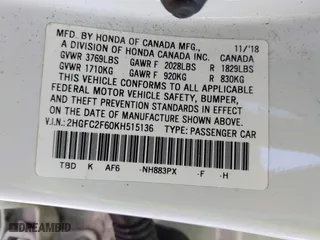 MFD. BY HONDA OF CANADA MFG., 11/'18
A DIVISION OF HONDA CANADA INC. CANADA
GVWR 3769LBS GAWR F 2028LBS R 1829LBS
GVWR 1710KG GAWR F 920KG R 830KG
THIS VEHICLE CONFORMS TO ALL APPLICABLE
FEDERAL MOTOR VEHICLE SAFETY, BUMPER,
AND THEFT PREVENTION STANDARDS IN EFFECT
ON THE DATE OF MANUFACTURE SHOWN ABOVE.
V.I.N.:2HGFC2F60KH515136 TYPE:PASSENGER CAR
TBD K AF6 -NH883PX -F -H
DREAMBID